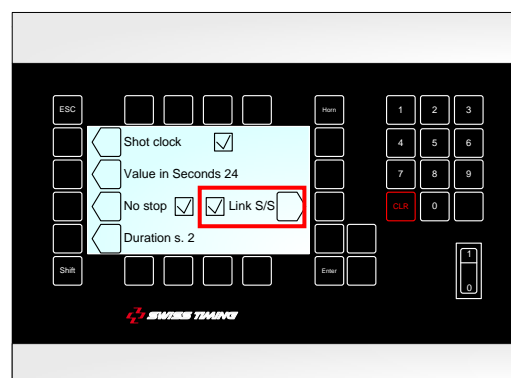 ESC
Horn
1 2 3
Shot clock
4 5 6
Value in Seconds 24
7 8 9
No stop Link S/S
CLR 0
Duration s. 2
1
Shift
Enter
0
SWISS TIMING